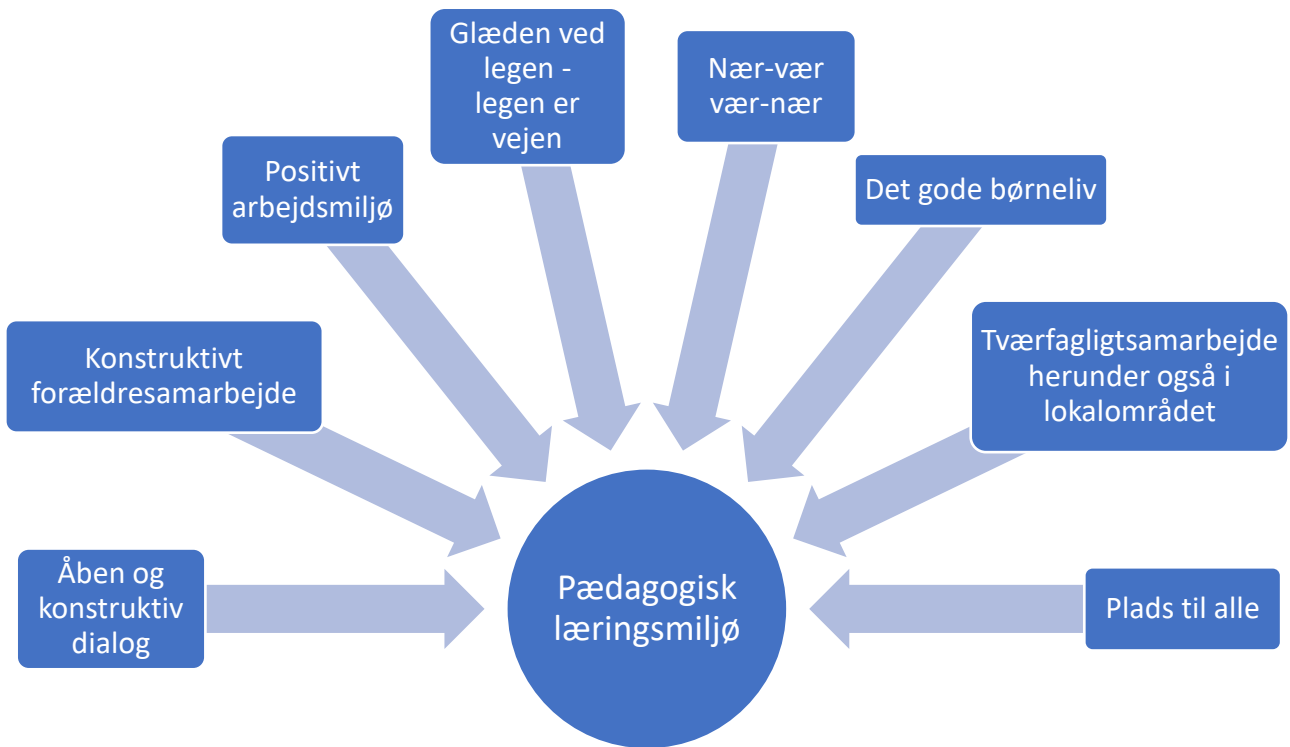 Glæden ved
legen -
legen er
vejen
Nær-vær
vær-nær
Positivt
arbejdsmiljø
Det gode børneliv
Konstruktivt
forældresamarbejde
Tværfagligtsamarbejde
herunder også i
lokalområdet
Åben og
konstruktiv
dialog
Pædagogisk
læringsmiljø
Plads til alle